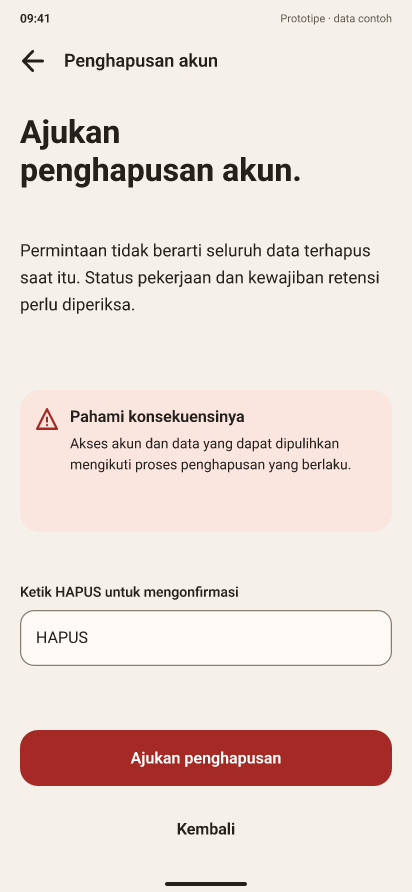 09:41
Prototipe · data contoh
Penghapusan akun
Ajukan
penghapusan akun.
Permintaan tidak berarti seluruh data terhapus
saat itu. Status pekerjaan dan kewajiban retensi
perlu diperiksa.
Pahami konsekuensinya
Akses akun dan data yang dapat dipulihkan
mengikuti proses penghapusan yang berlaku.
Ketik HAPUS untuk mengonfirmasi
HAPUS
Ajukan penghapusan
Kembali